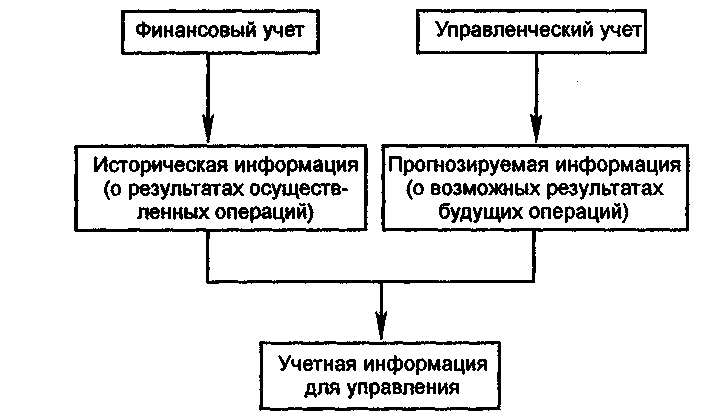 Финансовый учет
Управленческий учет
Историческая информация
(о результатах осуществ-
ленных операций)
Прогнозируемая информация
(о возможных результатах
будущих операций)
Учетная информация
для управления